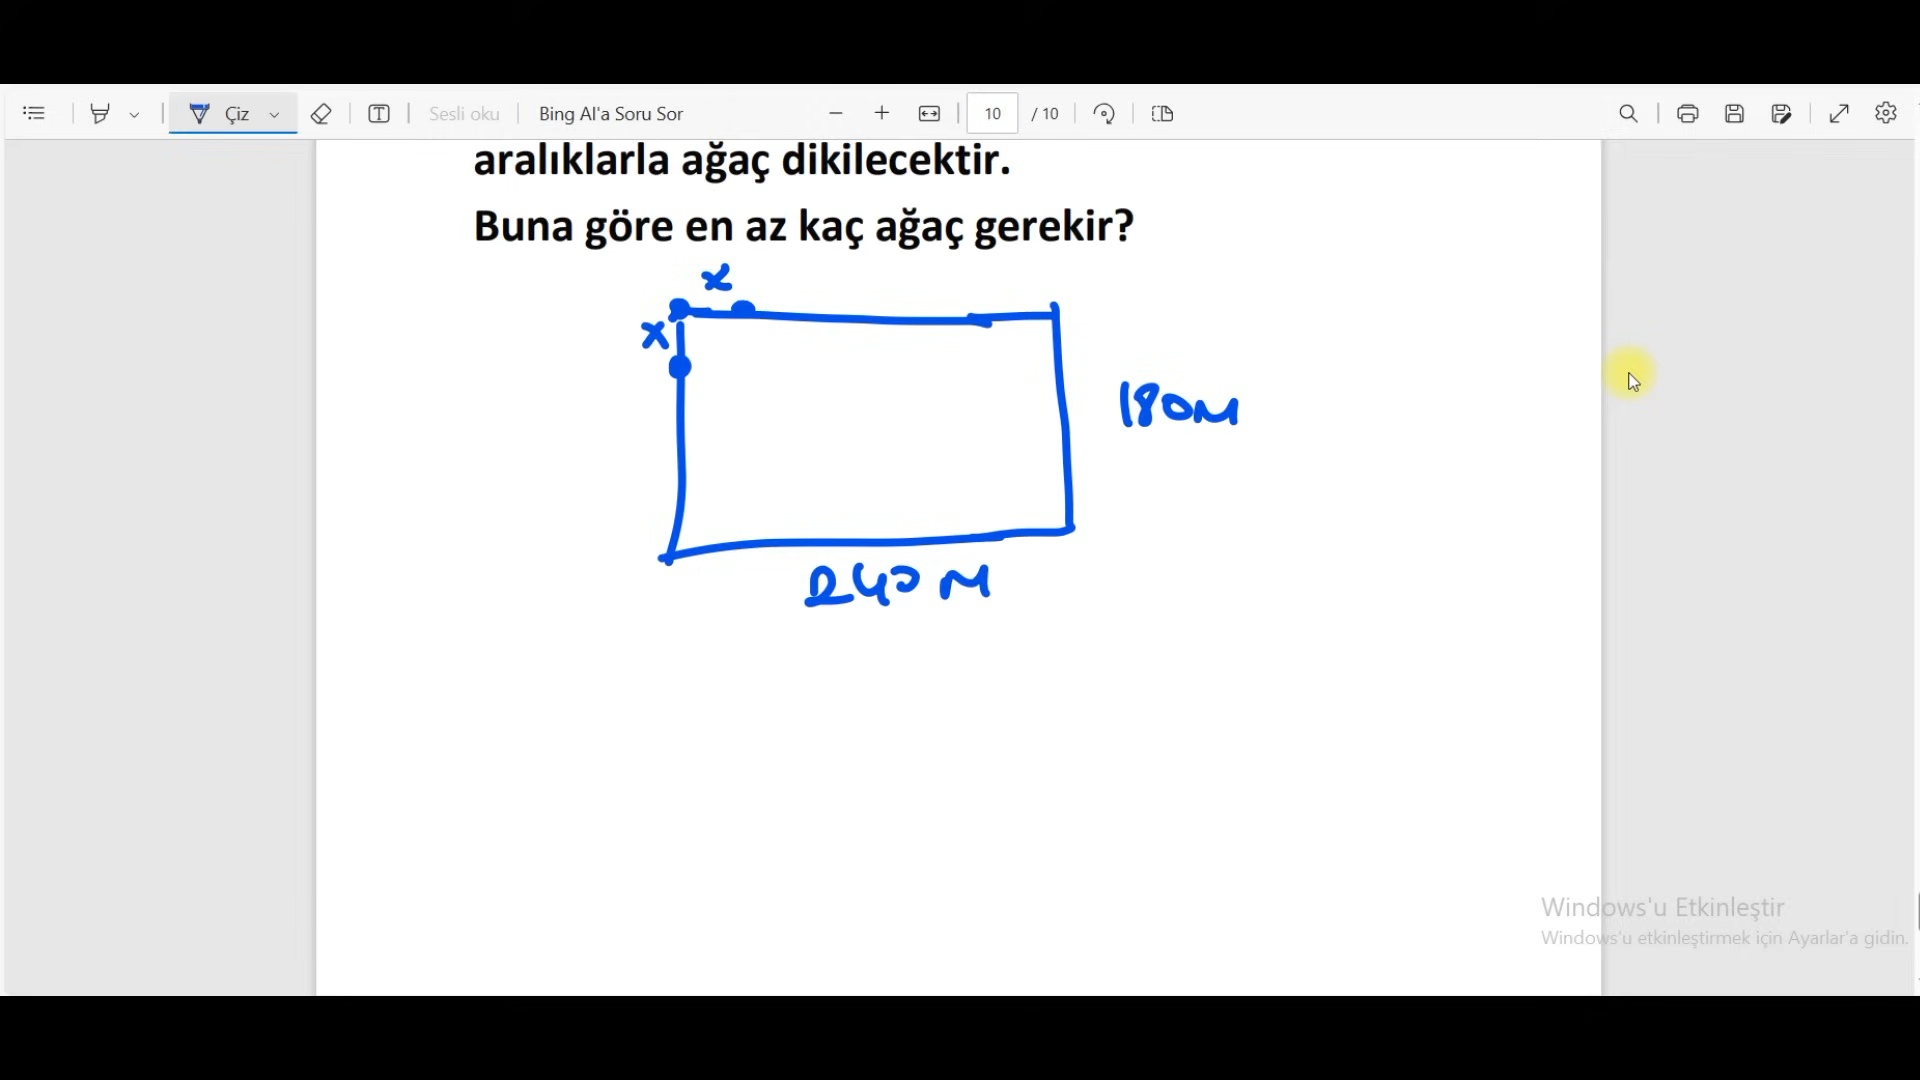 Çiz
Sesli oku
Bing AI'a Soru Sor
10
/ 10
aralıklarla ağaç dikilecektir.
Buna göre en az kaç ağaç gerekir?
x
x
180M
240 M
Windows'u Etkinleştir
Windows'u etkinleştirmek için Ayarlar'a gidin.